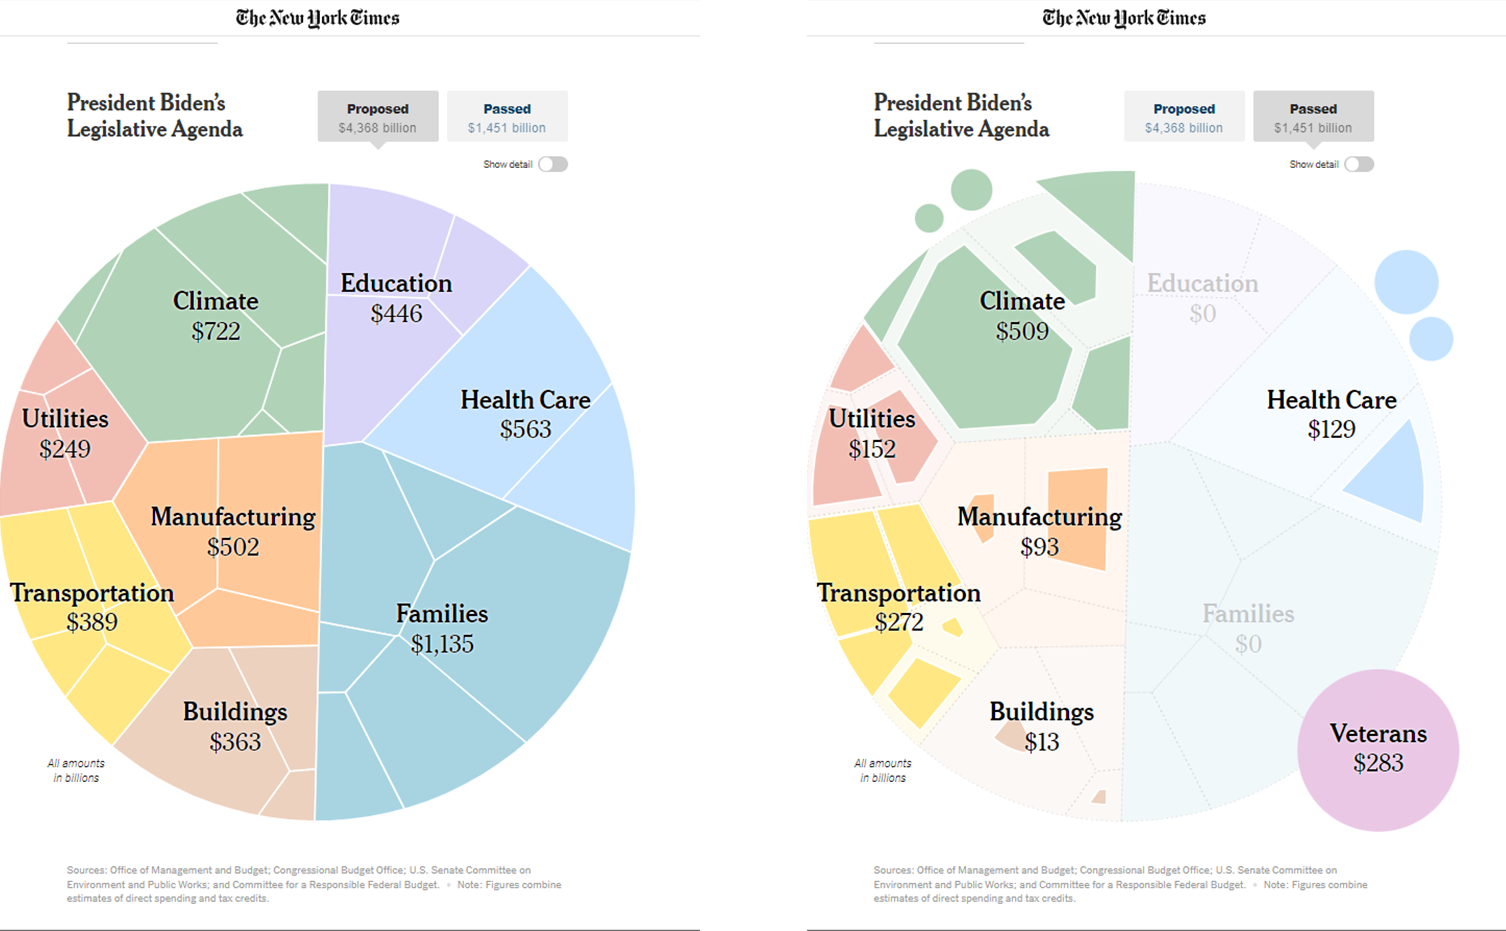 The New York Times
President Biden's
Legislative Agenda
Proposed
$4,368 billion
Passed
$1,451 billion
Show detail
Climate
$722
Education
$446
Health Care
$563
Utilities
$249
Manufacturing
$502
Transportation
$389
Families
$1,135
Buildings
$363
All amounts
in billions
Sources: Office of Management and Budget; Congressional Budget Office; U.S. Senate Committee on
Environment and Public Works; and Committee for a Responsible Federal Budget. • Note: Figures combine
estimates of direct spending and tax credits.
The New York Times
President Biden's
Legislative Agenda
Proposed
$4,368 billion
Passed
$1,451 billion
Show detail
Climate
$509
Education
$0
Health Care
$129
Utilities
$152
Manufacturing
$93
Transportation
$272
Families
$0
Buildings
$13
Veterans
$283
All amounts
in billions
Sources: Office of Management and Budget; Congressional Budget Office; U.S. Senate Committee on
Environment and Public Works; and Committee for a Responsible Federal Budget. • Note: Figures combine
estimates of direct spending and tax credits.